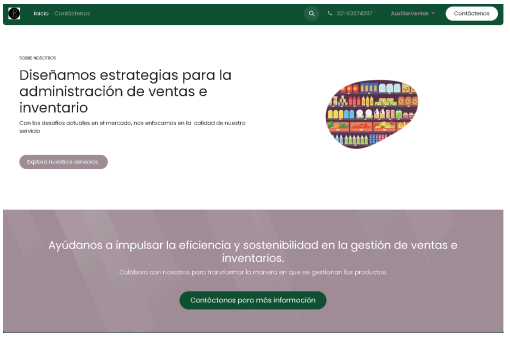 Inicio Contáctenos
321 63974097 AuxiliarVentas Contáctenos
SOBRE NOSOTROS
Diseñamos estrategias para la
administración de ventas e
inventario
Con los desafíos actuales en el mercado, nos enfocamos en la calidad de nuestro
servicio
Explora nuestros servicios
Ayúdanos a impulsar la eficiencia y sostenibilidad en la gestión de ventas e
inventarios.
Colabora con nosotros para transformar la manera en que se gestionan los productos.
Contáctanos para más información